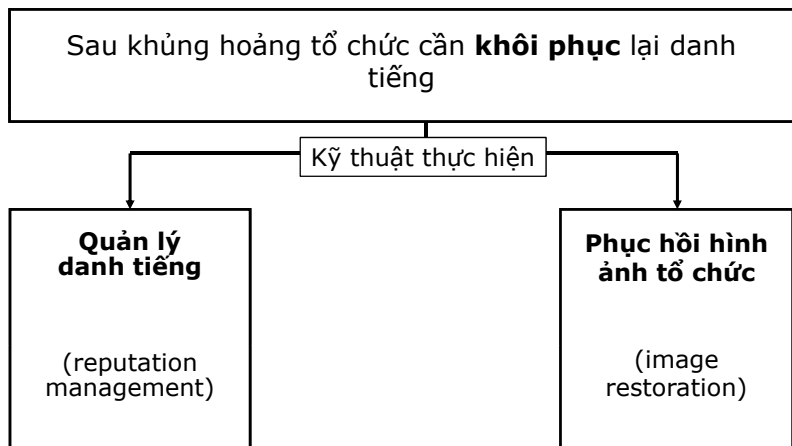 Sau khủng hoảng tổ chức cần khôi phục lại danh
tiếng
Kỹ thuật thực hiện
Quản lý
danh tiếng
(reputation
management)
Phục hồi hình
ảnh tổ chức
(image
restoration)